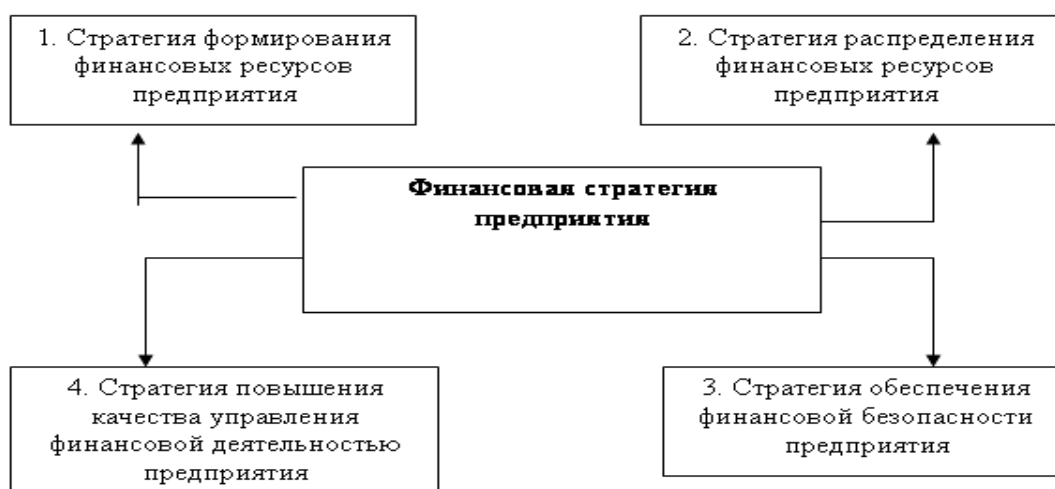 1. Стратегия формирования
финансовых ресурсов
предприятия
2. Стратегия распределения
финансовых ресурсов
предприятия
Финансовая стратегия
предприятия
4. Стратегия повышения
качества управления
финансовой деятельностью
предприятия
3. Стратегия обеспечения
финансовой безопасности
предприятия